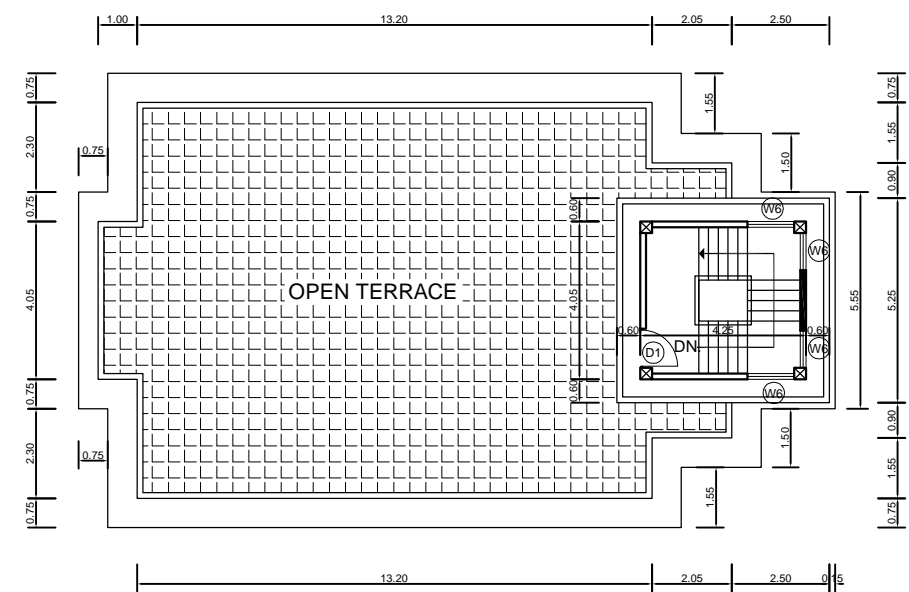 1.00 13.20 2.05 2.50
0.75 1.55 0.75
2.30 1.55
0.75 1.50 0.90
0.75 0.60 W6
W6
OPEN TERRACE
4.05 4.05 5.55 5.25
0.60 4.25 0.60
D1 DN. W6
0.75 0.60 W6
0.90
2.30 0.75 1.50
1.55
0.75 1.55 0.75
13.20 2.05 2.50 0.15